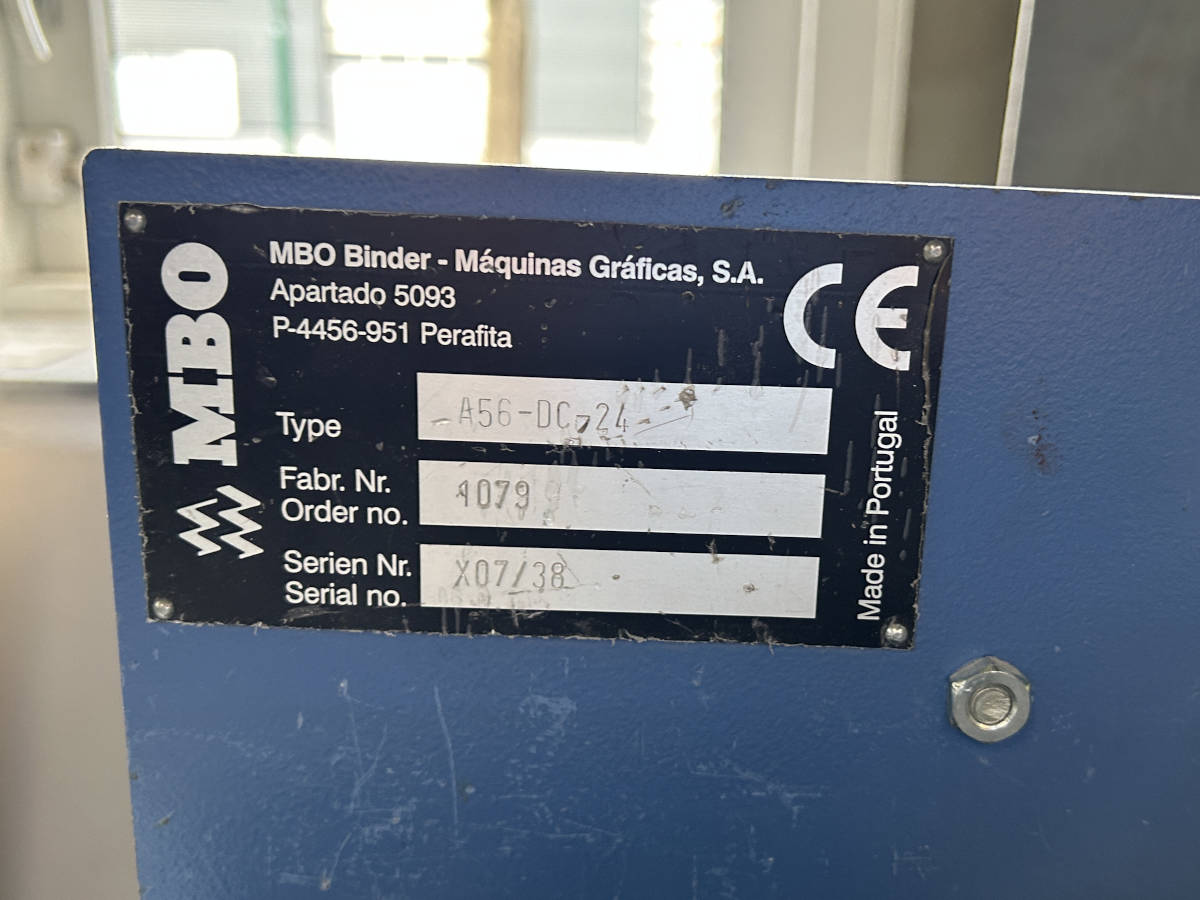 MBO
MBO Binder - Máquinas Gráficas, S.A.
Apartado 5093
P-4456-951 Perafita
CE
Type A56-DC-24
Fabr. Nr.
Order no. 1079
Serien Nr.
Serial no. X07/38
Made in Portugal